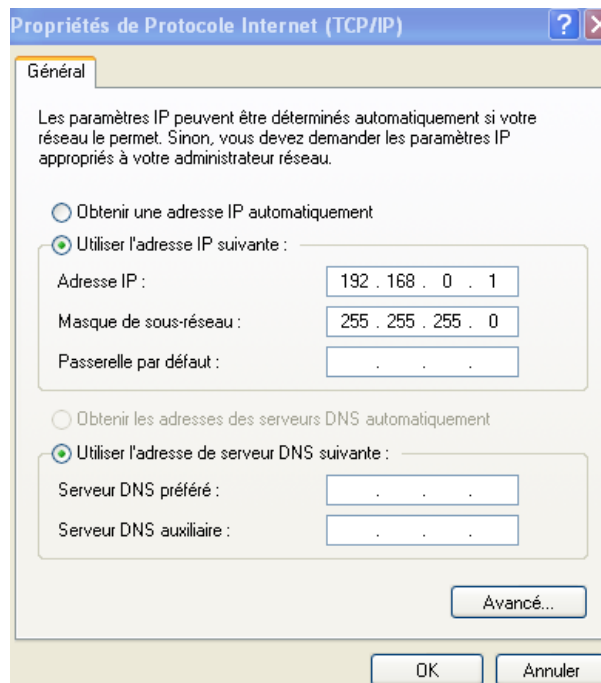 Propriétés de Protocole Internet (TCP/IP)
?
Général
Les paramètres IP peuvent être déterminés automatiquement si votre
réseau le permet. Sinon, vous devez demander les paramètres IP
appropriés à votre administrateur réseau.
Obtenir une adresse IP automatiquement
Utiliser l'adresse IP suivante :
Adresse IP : 192 . 168 . 0 . 1
Masque de sous-réseau : 255 . 255 . 255 . 0
Passerelle par défaut : . . .
Obtenir les adresses des serveurs DNS automatiquement
Utiliser l'adresse de serveur DNS suivante :
Serveur DNS préféré : . . .
Serveur DNS auxiliaire : . . .
Avancé...
OK Annuler